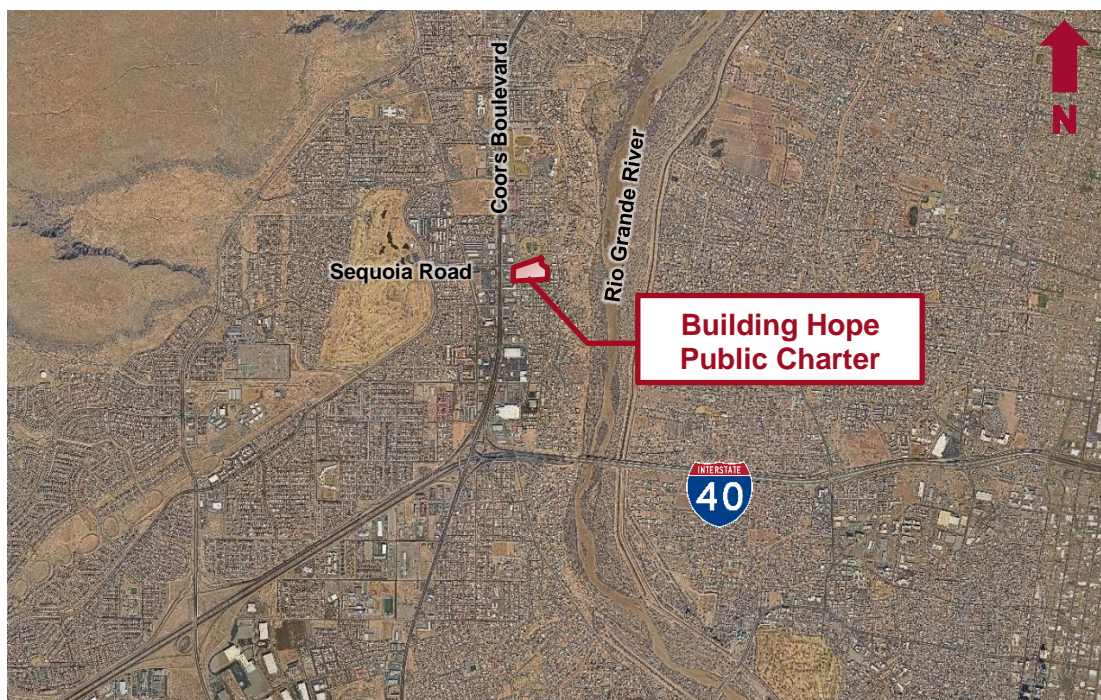 Coors Boulevard
N
Sequoia Road
Rio Grande River
Building Hope
Public Charter
INTERSTATE
40